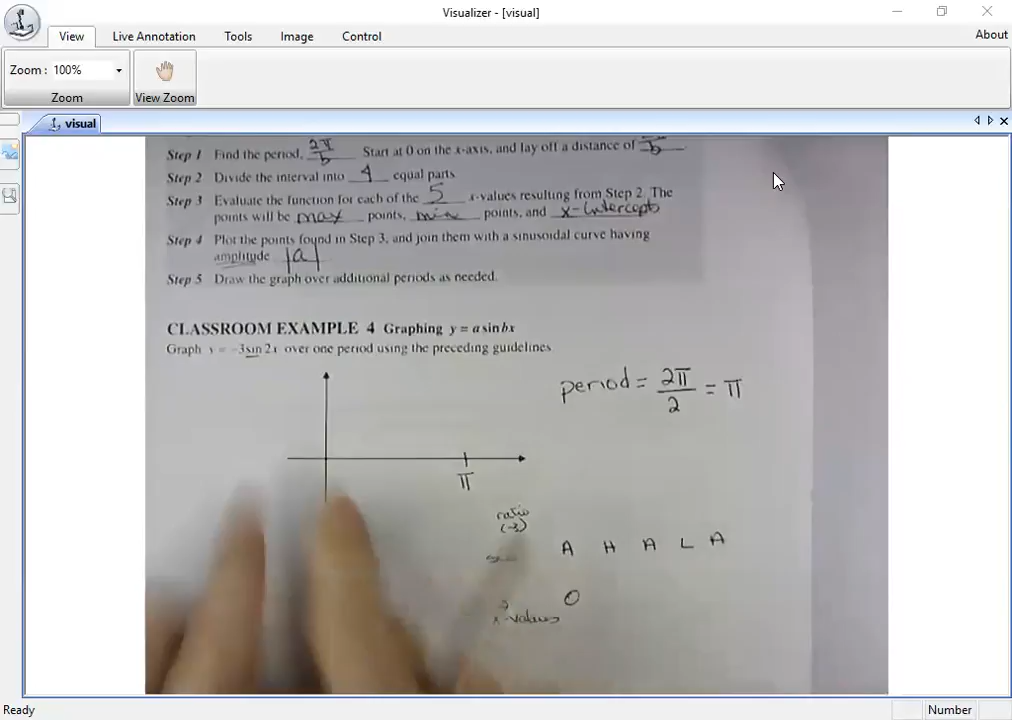 Visualizer - [visual]
View Live Annotation Tools Image Control About
Zoom : 100%
Zoom View Zoom
visual
Step 1 Find the period, 2π/b Start at 0 on the x-axis, and lay off a distance of
Step 2 Divide the interval into 4 equal parts
Step 3 Evaluate the function for each of the 5 x-values resulting from Step 2. The
points will be max points, min points, and x-intercepts
Step 4 Plot the points found in Step 3, and join them with a sinusoidal curve having
amplitude |a|
Step 5 Draw the graph over additional periods as needed.
CLASSROOM EXAMPLE 4 Graphing y = a sin bx
Graph y = -3 sin 2x over one period using the preceding guidelines
period = 2π/2 = π
π
ratio
(-3)
A H A L A
0
x-values
Ready Number